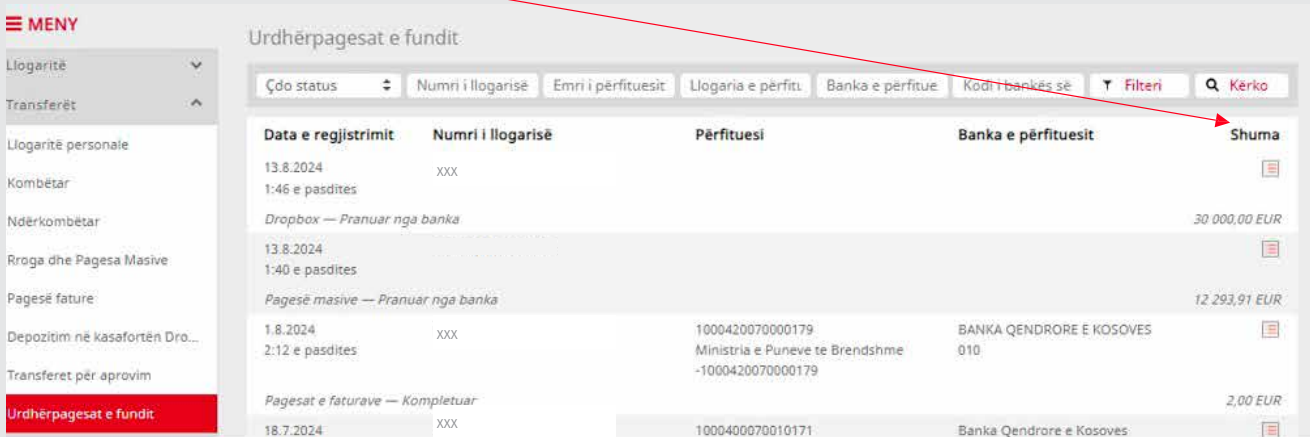 MENY
Llogaritë
Transferët
Llogaritë personale
Kombëtar
Ndërkombëtar
Rroga dhe Pagesa Masive
Pagesë fature
Depozitim në kasafortën Dro...
Transferet për aprovim
Urdhërpagesat e fundit
Urdhërpagesat e fundit
Çdo status Numri i llogarisë Emri i përfituesit Llogaria e përfitu Banka e përfitue Kodi i bankës së Filteri Kërko
Data e regjistrimit Numri i llogarisë Përfituesi Banka e përfituesit Shuma
13.8.2024 XXX
1:46 e pasdites
Dropbox — Pranuar nga banka 30 000,00 EUR
13.8.2024
1:40 e pasdites
Pagesë masive — Pranuar nga banka 12 293,91 EUR
1.8.2024 XXX 1000420070000179 BANKA QENDRORE E KOSOVES
2:12 e pasdites Ministria e Puneve te Brendshme 010
-1000420070000179
Pagesat e faturave — Kompletuar 2,00 EUR
18.7.2024 XXX 1000400070010171 Banka Qendrore e Kosoves